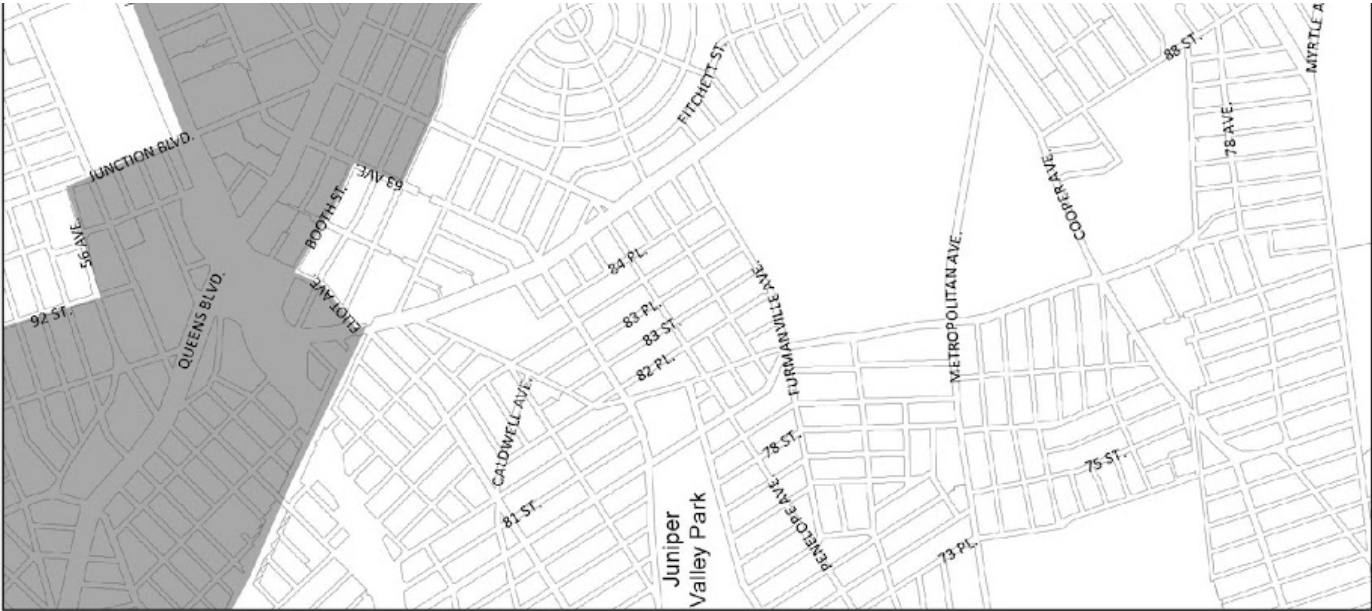 MYRTLE A
88 ST.
FITCHETT ST.
78 AVE.
JUNCTION BLVD.
63 AVE.
COOPER AVE.
BOOTH ST.
56 AVE.
84 PL.
METROPOLITAN AVE.
FURMANVILLE AVE.
QUEENS BLVD.
ELIOT AVE.
92 ST.
83 PL.
83 ST.
82 PL.
CALDWELL AVE.
78 ST.
75 ST.
PENELOPE AVE.
81 ST.
Juniper
Valley Park
73 PL.